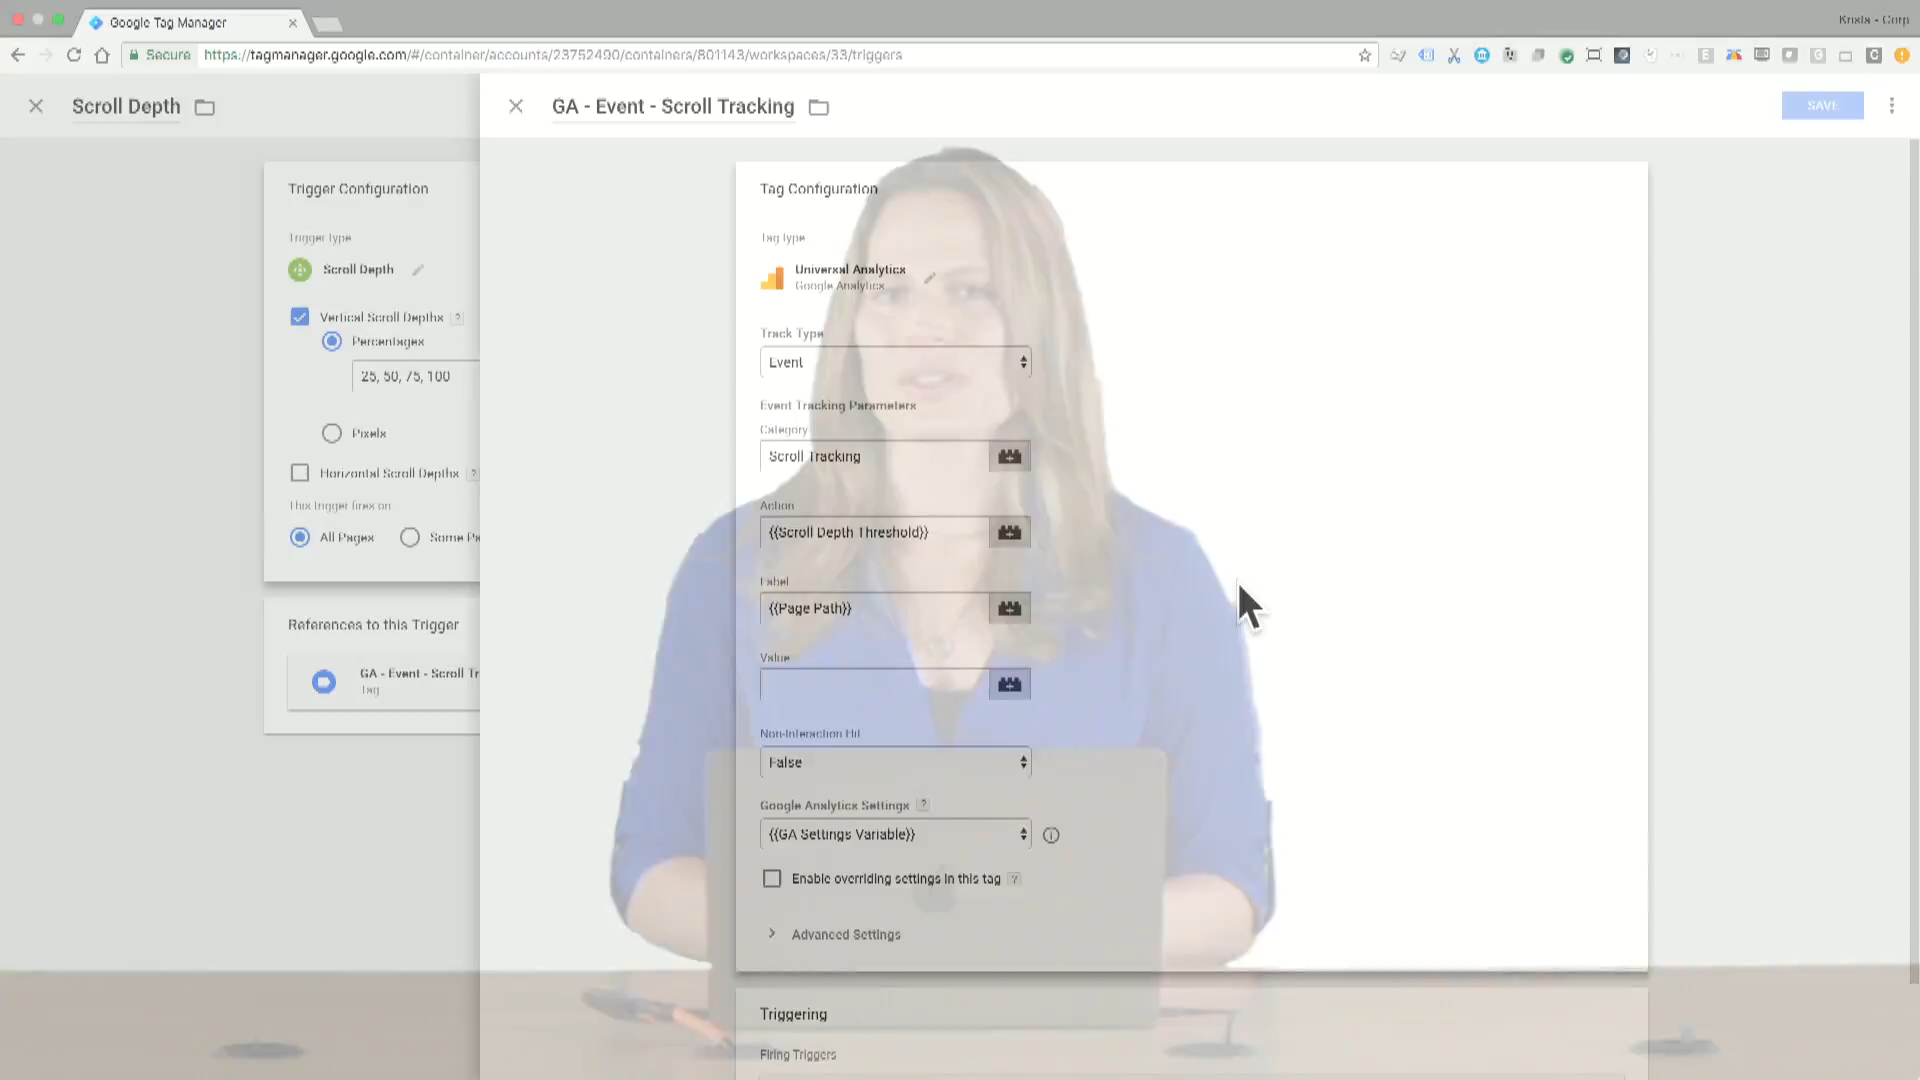 Google Tag Manager
Krista - Corp
Secure
https://tagmanager.google.com/#/container/accounts/23752490/containers/801143/workspaces/33/triggers
Scroll Depth
GA - Event - Scroll Tracking
SAVE
Trigger Configuration
Trigger type
Scroll Depth
Vertical Scroll Depths ?
Percentages
25, 50, 75, 100
Pixels
Horizontal Scroll Depths ?
This trigger fires on
All Pages
Some Pa
References to this Trigger
GA - Event - Scroll Tr
Tag
Tag Configuration
Tag type
Universal Analytics
Google Analytics
Track Type
Event
Event Tracking Parameters
Category
Scroll Tracking
Action
{{Scroll Depth Threshold}}
Label
{{Page Path}}
Value
Non-Interaction Hit
False
Google Analytics Settings ?
{{GA Settings Variable}}
Enable overriding settings in this tag ?
Advanced Settings
Triggering
Firing Triggers